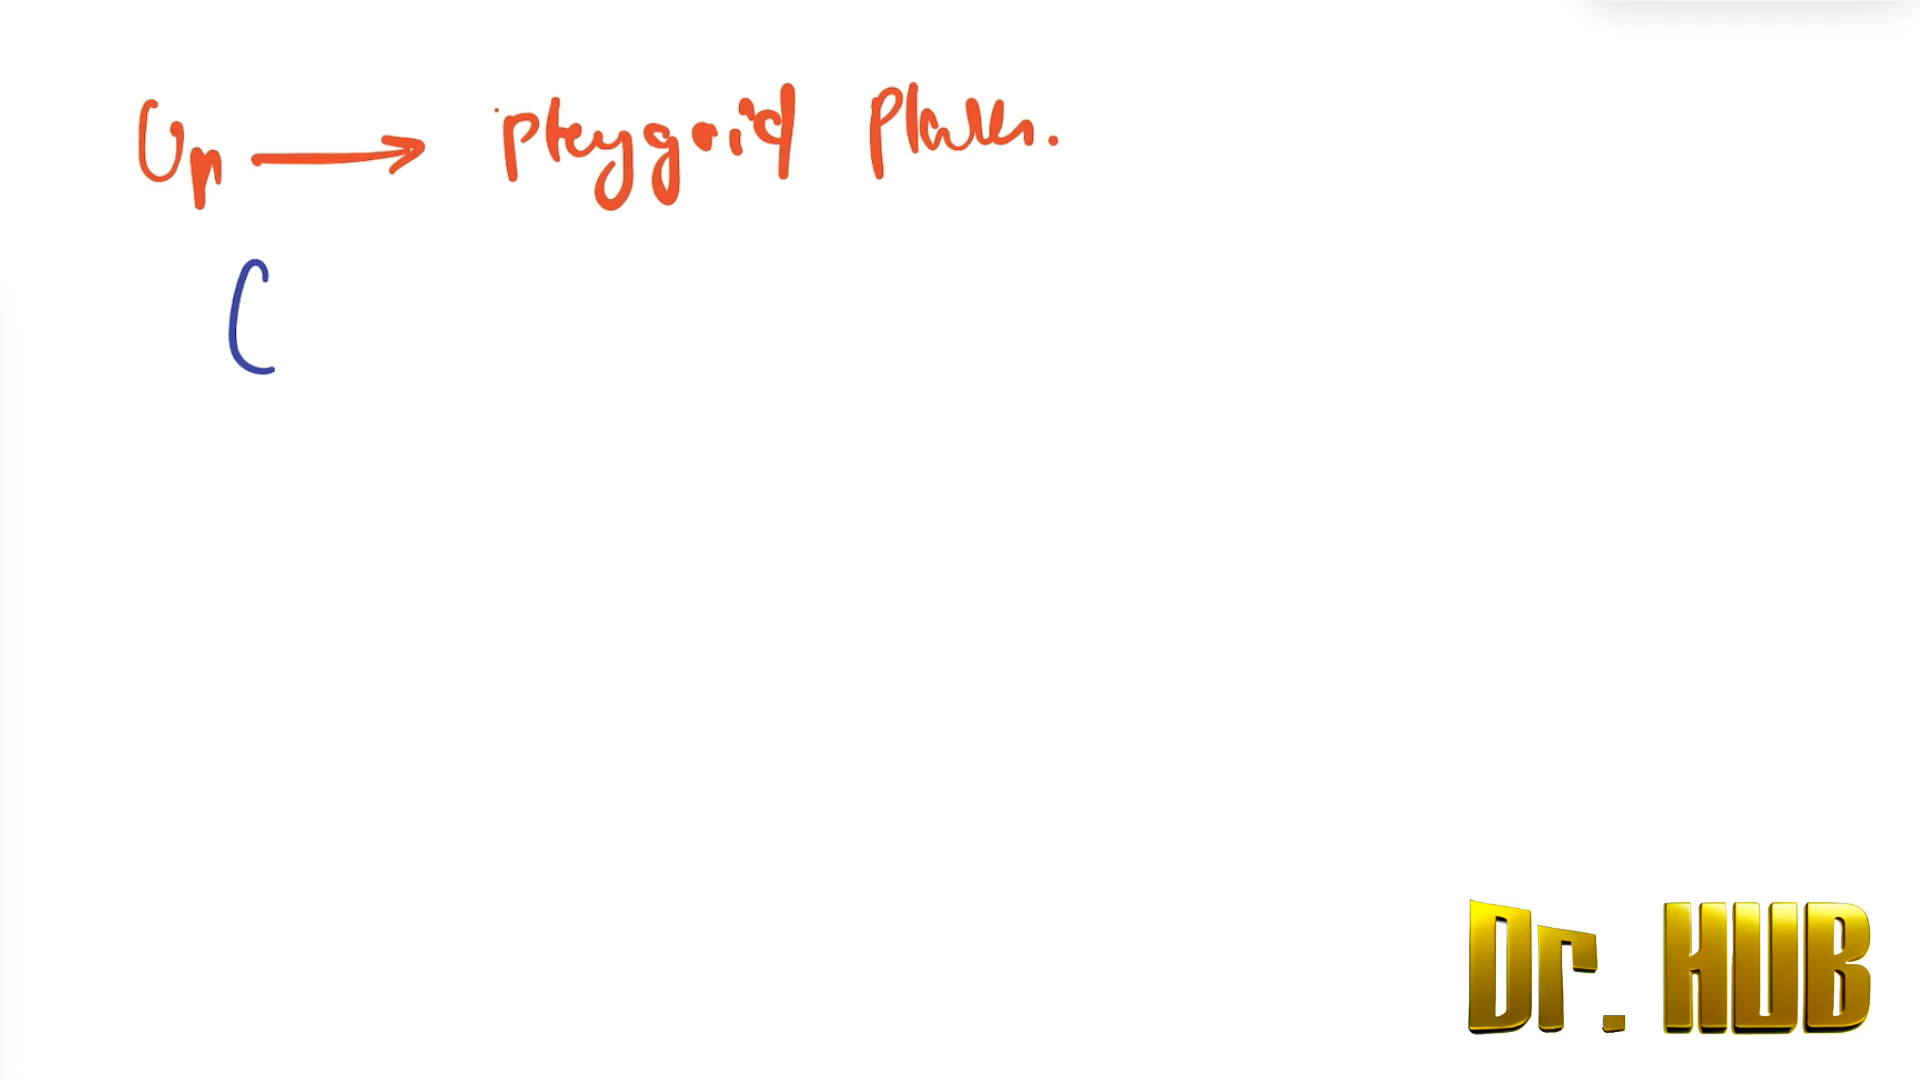 Up → pterygoid plates.
C
Dr. HUB